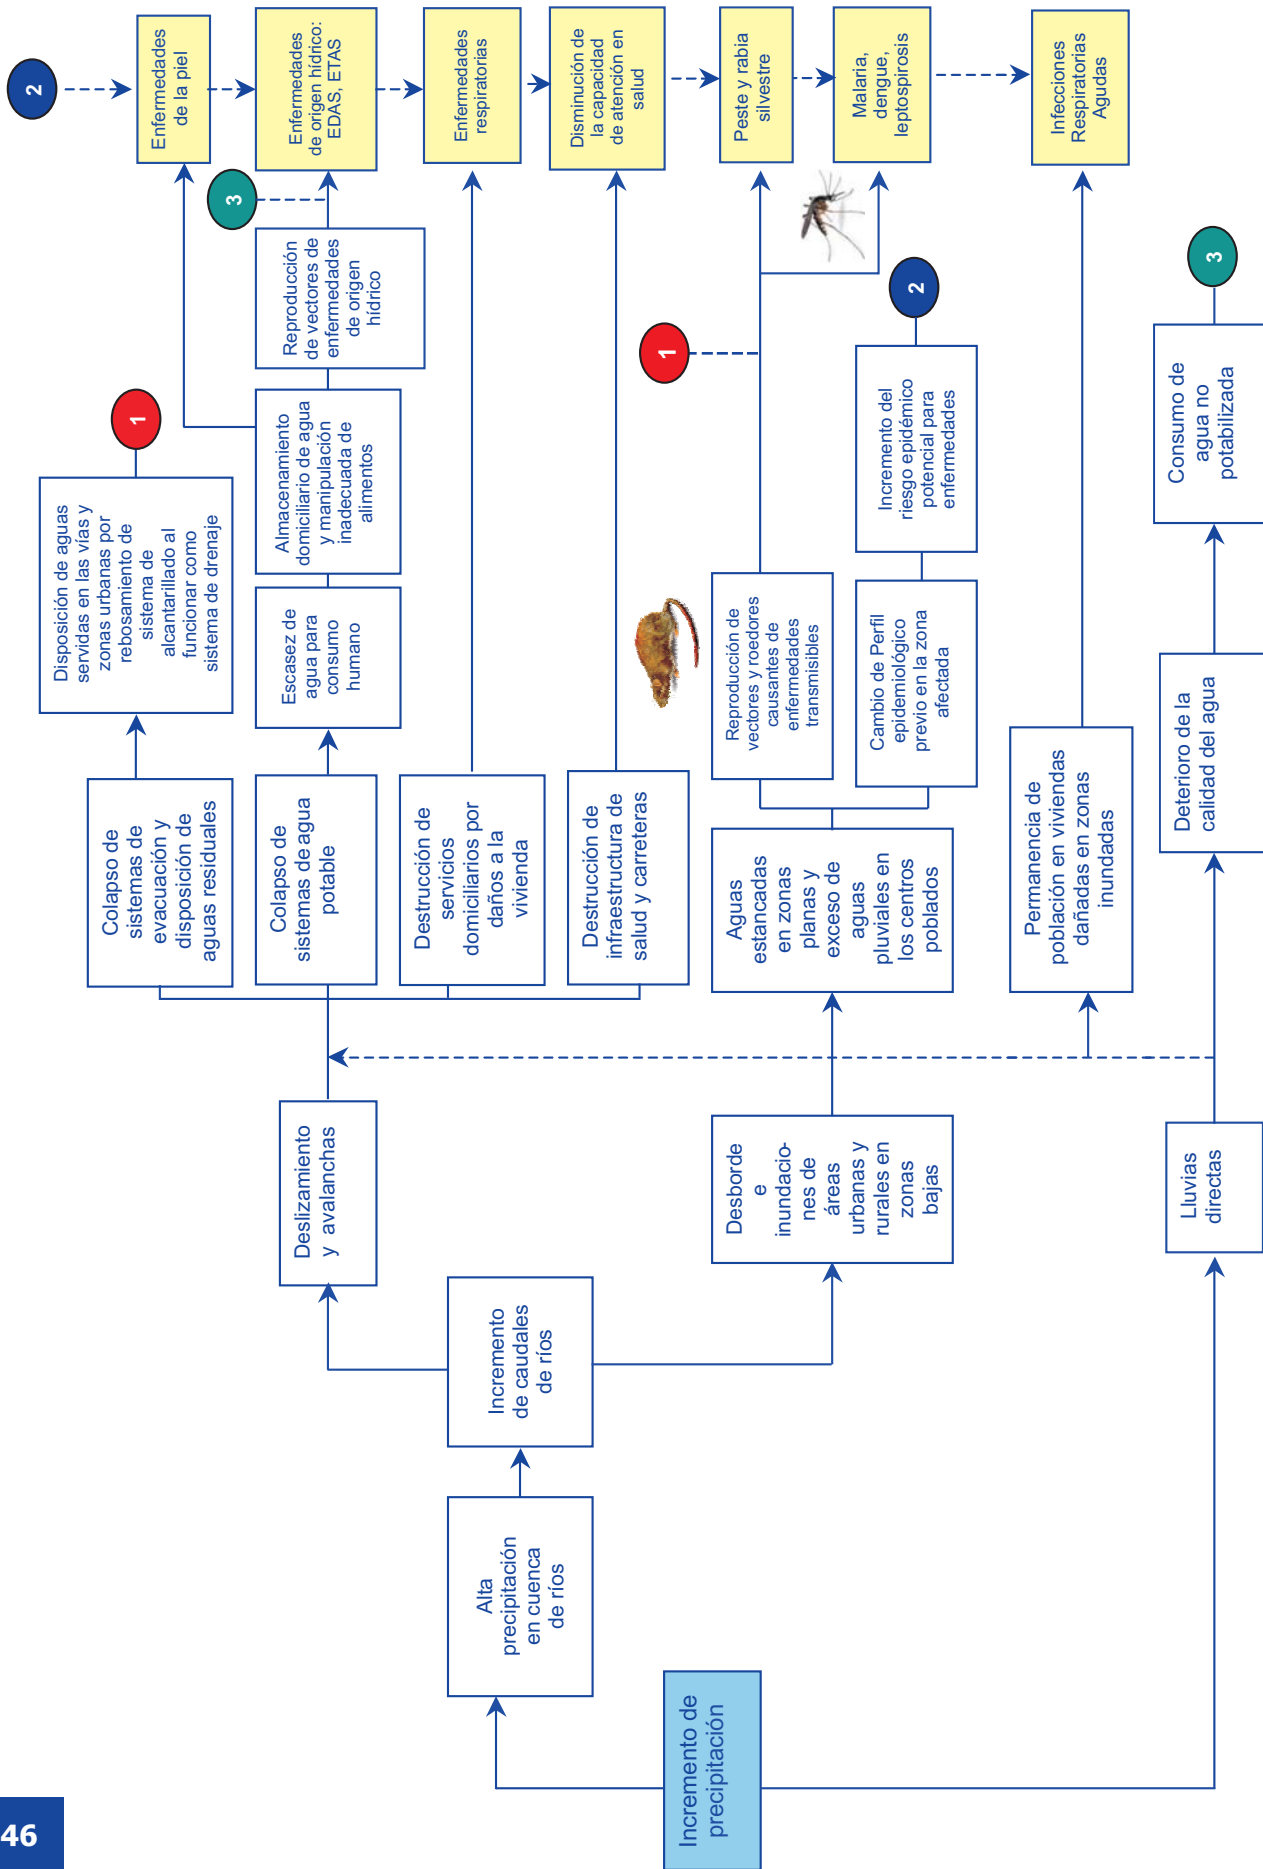 46
Incremento de
precipitación
Alta
precipitación
en cuenca
de ríos
Incremento
de caudales
de ríos
Deslizamiento
y avalanchas
Desborde
e
inundacio-
nes de
áreas
urbanas y
rurales en
zonas
bajas
Lluvias
directas
Colapso de
sistemas de
evacuación y
disposición de
aguas residuales
Colapso de
sistemas de agua
potable
Destrucción de
servicios
domiciliarios por
daños a la
vivienda
Destrucción de
infraestructura de
salud y carreteras
Aguas
estancadas
en zonas
planas y
exceso de
aguas
pluviales en
los centros
poblados
Permanencia de
población en viviendas
dañadas en zonas
inundadas
Deterioro de la
calidad del agua
Disposición de aguas
servidas en las vías y
zonas urbanas por
rebosamiento de
sistema de
alcantarillado al
funcionar como
sistema de drenaje
1
Escasez de
agua para
consumo
humano
Almacenamiento
domiciliario de agua
y manipulación
inadecuada de
alimentos
Reproducción
de vectores de
enfermedades
de origen
hídrico
3
Reproducción de
vectores y roedores
causantes de
enfermedades
transmisibles
1
Cambio de Perfil
epidemiológico
previo en la zona
afectada
Incremento del
riesgo epidémico
potencial para
enfermedades
2
Consumo de
agua no
potabilizada
3
2
Enfermedades
de la piel
Enfermedades
de origen hídrico:
EDAS, ETAS
Enfermedades
respiratorias
Disminución de
la capacidad
de atención en
salud
Peste y rabia
silvestre
Malaria,
dengue,
leptospirosis
Infecciones
Respiratorias
Agudas